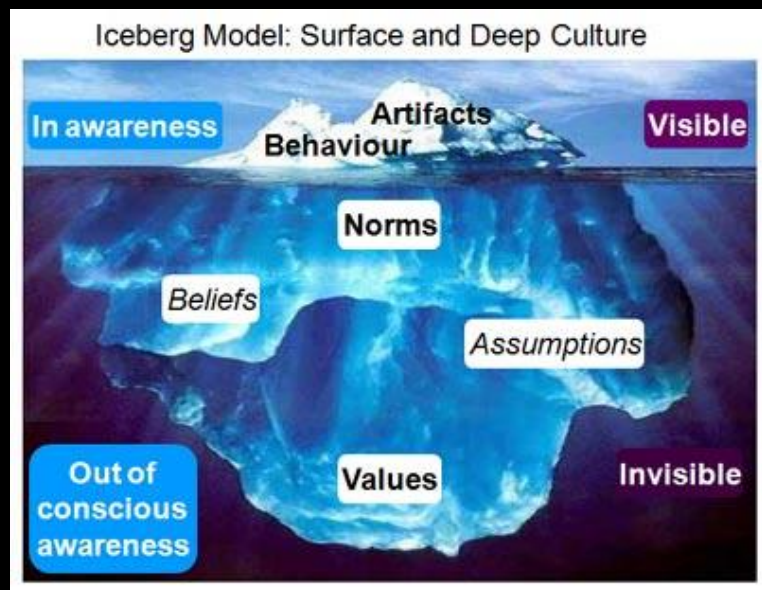 Iceberg Model: Surface and Deep Culture
In awareness
Artifacts
Behaviour
Visible
Norms
Beliefs
Assumptions
Values
Out of
conscious
awareness
Invisible